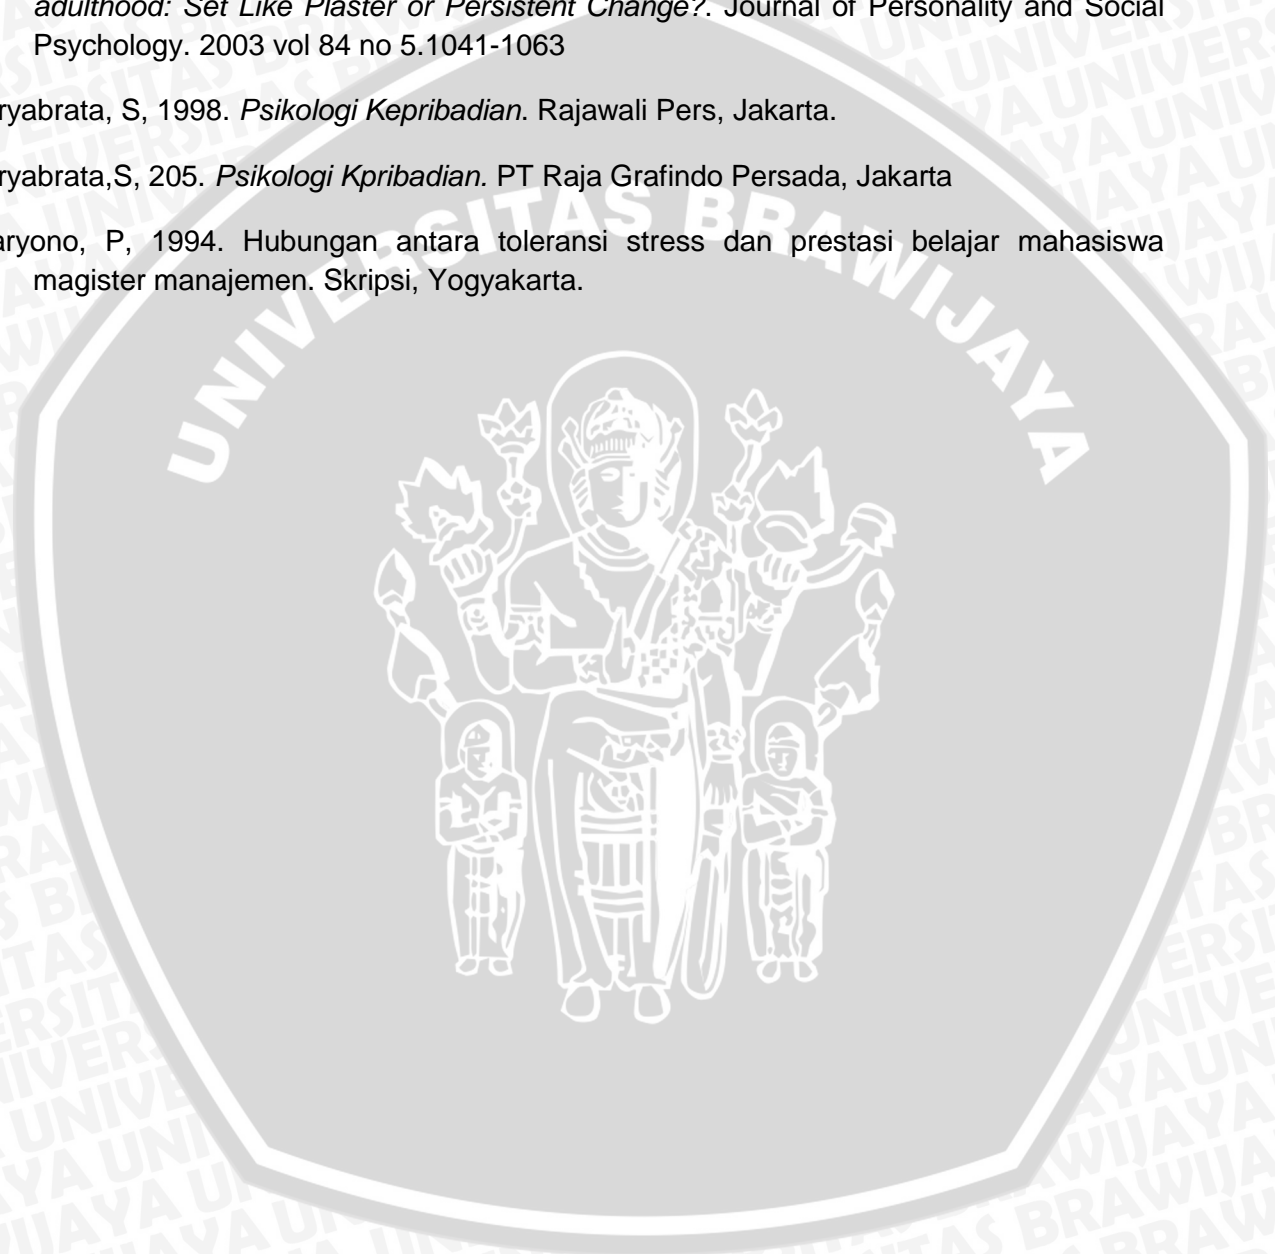 adulthood: Set Like Plaster or Persistent Change?. Journal of Personality and Social
Psychology. 2003 vol 84 no 5.1041-1063
ryabrata, S, 1998. Psikologi Kepribadian. Rajawali Pers, Jakarta.
ryabrata,S, 205. Psikologi Kpribadian. PT Raja Grafindo Persada, Jakarta
aryono, P, 1994. Hubungan antara toleransi stress dan prestasi belajar mahasiswa
magister manajemen. Skripsi, Yogyakarta.
UNIVERSITAS BRAWIJAYA